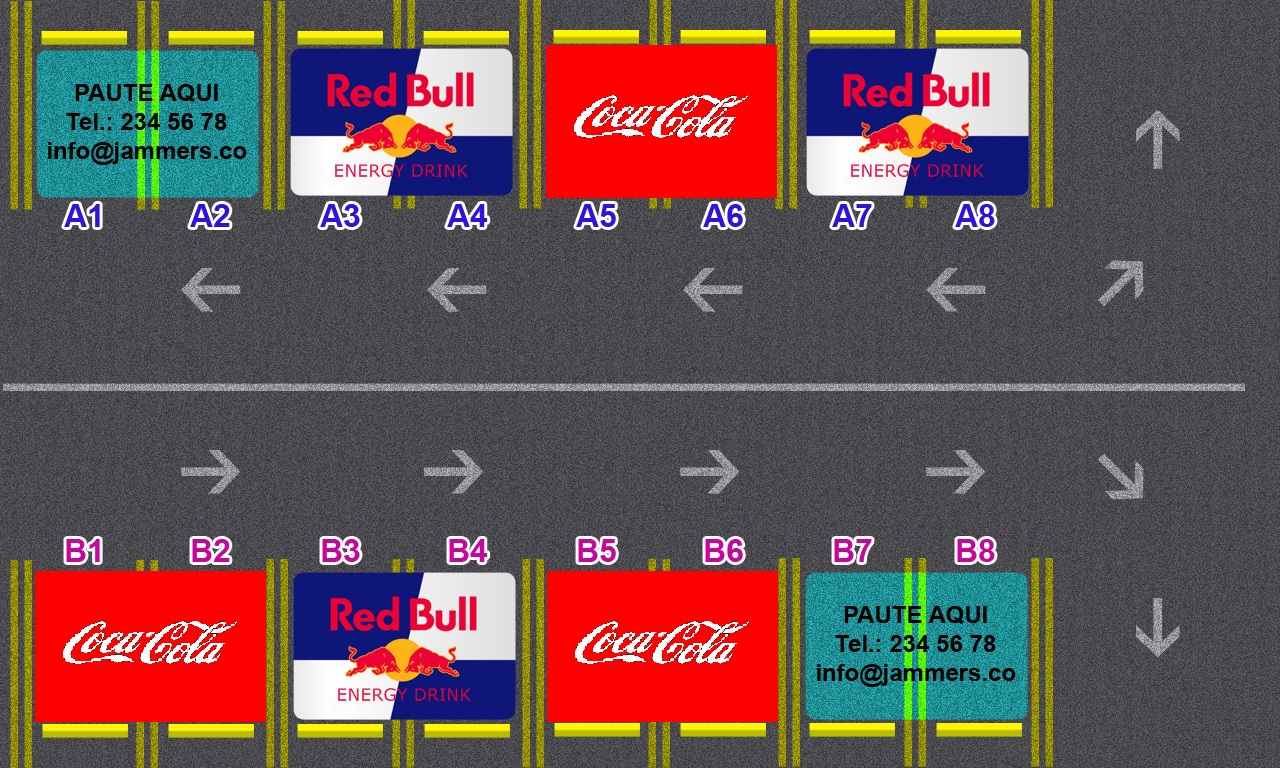 PAUTE AQUI
Tel.: 234 56 78
info@jammers.co
Red Bull
ENERGY DRINK
Coca-Cola
Red Bull
ENERGY DRINK
A1 A2 A3 A4 A5 A6 A7 A8
B1 B2 B3 B4 B5 B6 B7 B8
Coca-Cola
Red Bull
ENERGY DRINK
Coca-Cola
PAUTE AQUI
Tel.: 234 56 78
info@jammers.co